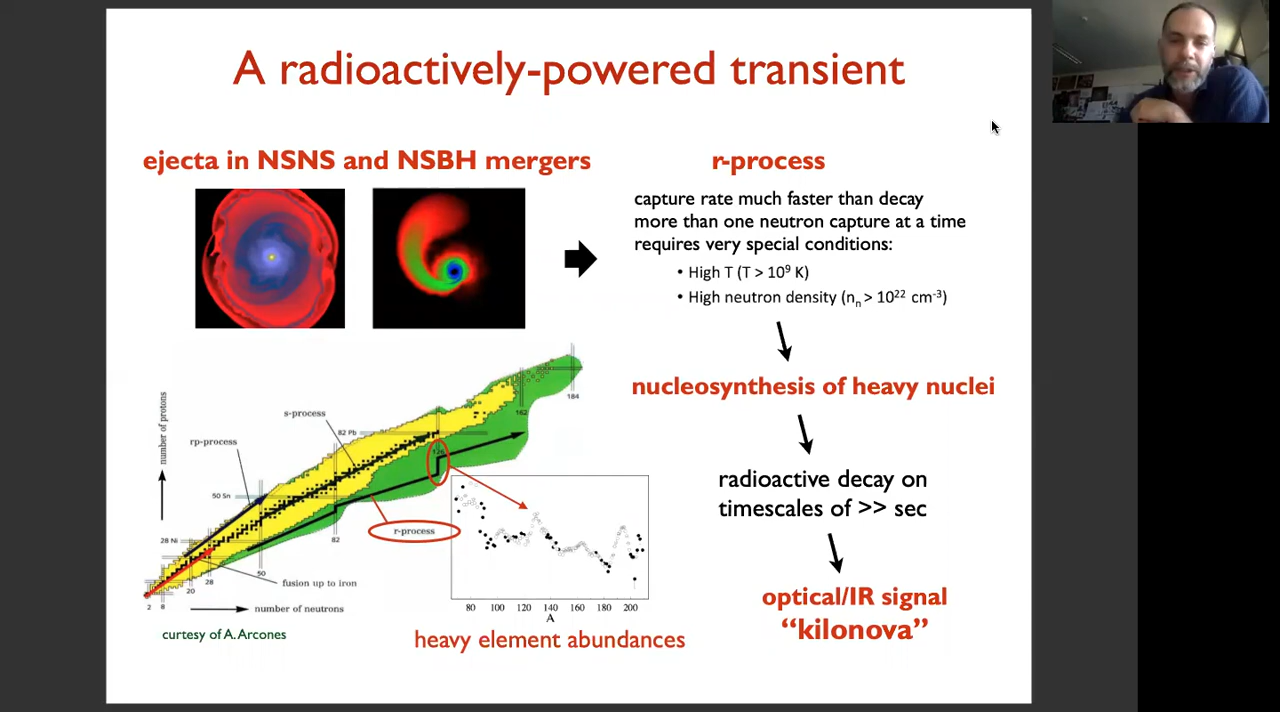 A radioactively-powered transient
ejecta in NSNS and NSBH mergers
r-process
capture rate much faster than decay
more than one neutron capture at a time
requires very special conditions:
• High T (T > 10⁹ K)
• High neutron density (nₙ > 10²² cm⁻³)
nucleosynthesis of heavy nuclei
radioactive decay on
timescales of >> sec
optical/IR signal
“kilonova”
number of protons
rp-process
s-process
82 Pb
50 Sn
28 Ni
184
162
126
82
50
28
20
2 8
r-process
fusion up to iron
number of neutrons
80 100 120 140 160 180 200
A
curtesy of A. Arcones
heavy element abundances